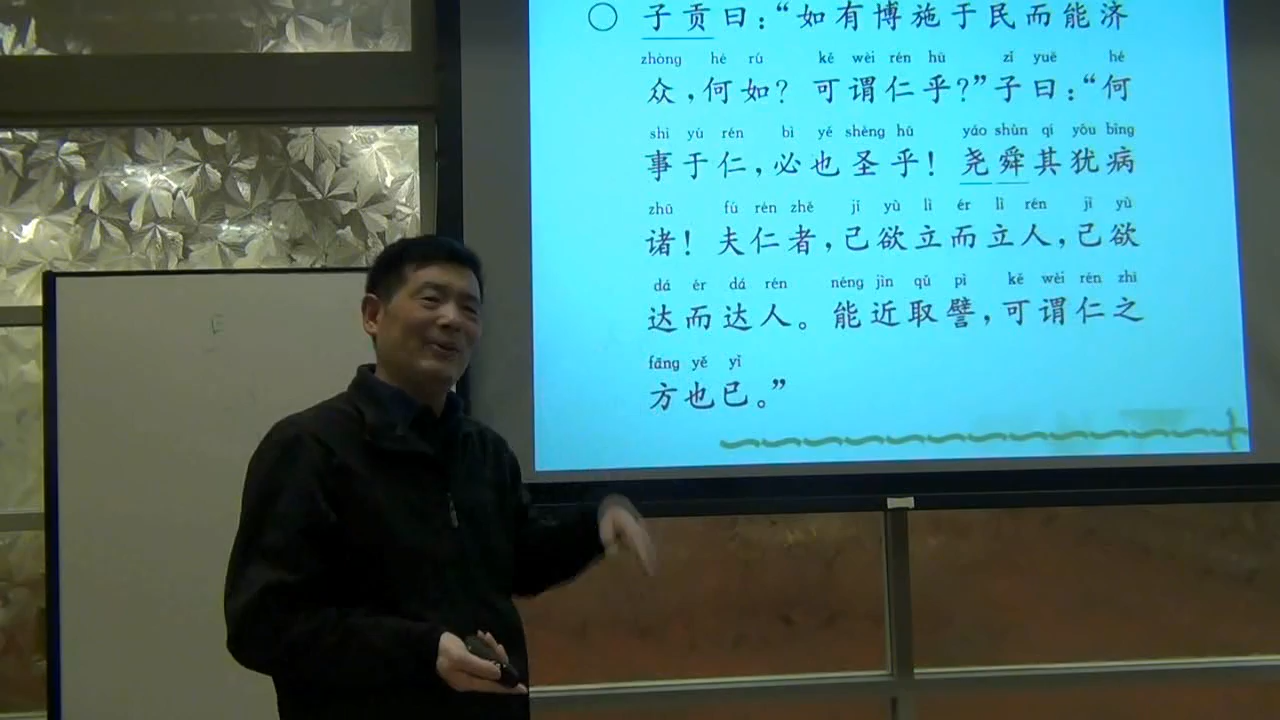 ○ 子贡曰：“如有博施于民而能济
zhòng hé rú kě wèi rén hū zǐ yuē hé
众，何如？可谓仁乎？”子曰：“何
shì yú rén bì yě shèng hū yáo shùn qí yóu bìng
事于仁，必也圣乎！尧舜其犹病
zhū fú rén zhě jǐ yù lì ér lì rén jǐ yù
诸！夫仁者，己欲立而立人，己欲
dá ér dá rén néng jìn qǔ pì kě wèi rén zhī
达而达人。能近取譬，可谓仁之
fāng yě yǐ
方也已。”